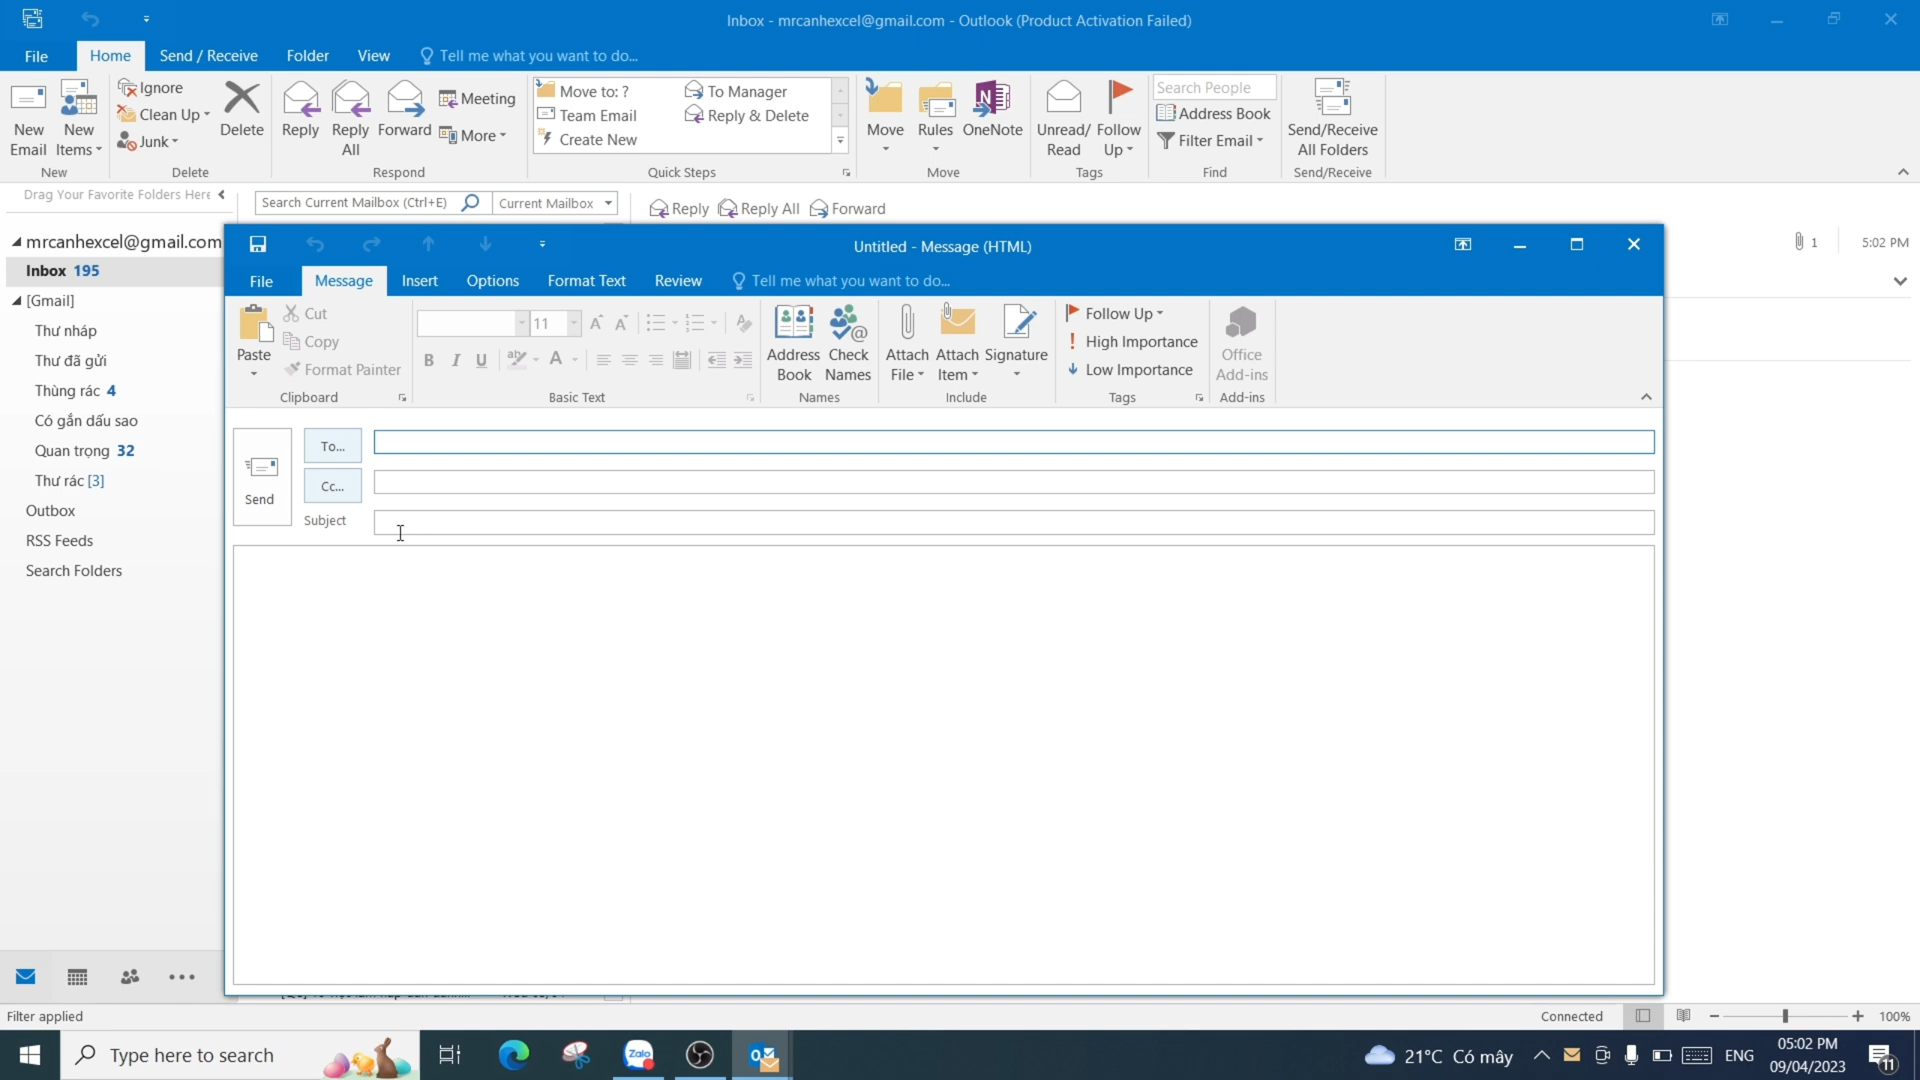 Inbox - mrcanhexcel@gmail.com - Outlook (Product Activation Failed)
File Home Send / Receive Folder View Tell me what you want to do...
New Email
New Items
New
Ignore
Clean Up
Junk
Delete
Delete
Reply
Reply All
Forward
Meeting
More
Respond
Move to: ?
Team Email
Create New
To Manager
Reply & Delete
Quick Steps
Move
Rules
OneNote
Move
Unread/ Read
Follow Up
Tags
Search People
Address Book
Filter Email
Find
Send/Receive All Folders
Send/Receive
Drag Your Favorite Folders Here
Search Current Mailbox (Ctrl+E)
Current Mailbox
Reply Reply All Forward
1 5:02 PM
mrcanhexcel@gmail.com
Inbox 195
[Gmail]
Thư nháp
Thư đã gửi
Thùng rác 4
Có gắn dấu sao
Quan trọng 32
Thư rác [3]
Outbox
RSS Feeds
Search Folders
Untitled - Message (HTML)
File Message Insert Options Format Text Review Tell me what you want to do...
Paste
Cut
Copy
Format Painter
Clipboard
11
B I U
Basic Text
Address Book
Check Names
Names
Attach File
Attach Item
Signature
Include
Follow Up
High Importance
Low Importance
Tags
Office Add-ins
Add-ins
Send
To...
Cc...
Subject
Filter applied
Connected
100%
Type here to search
Zalo
21°C Có mây
ENG
05:02 PM
09/04/2023
11